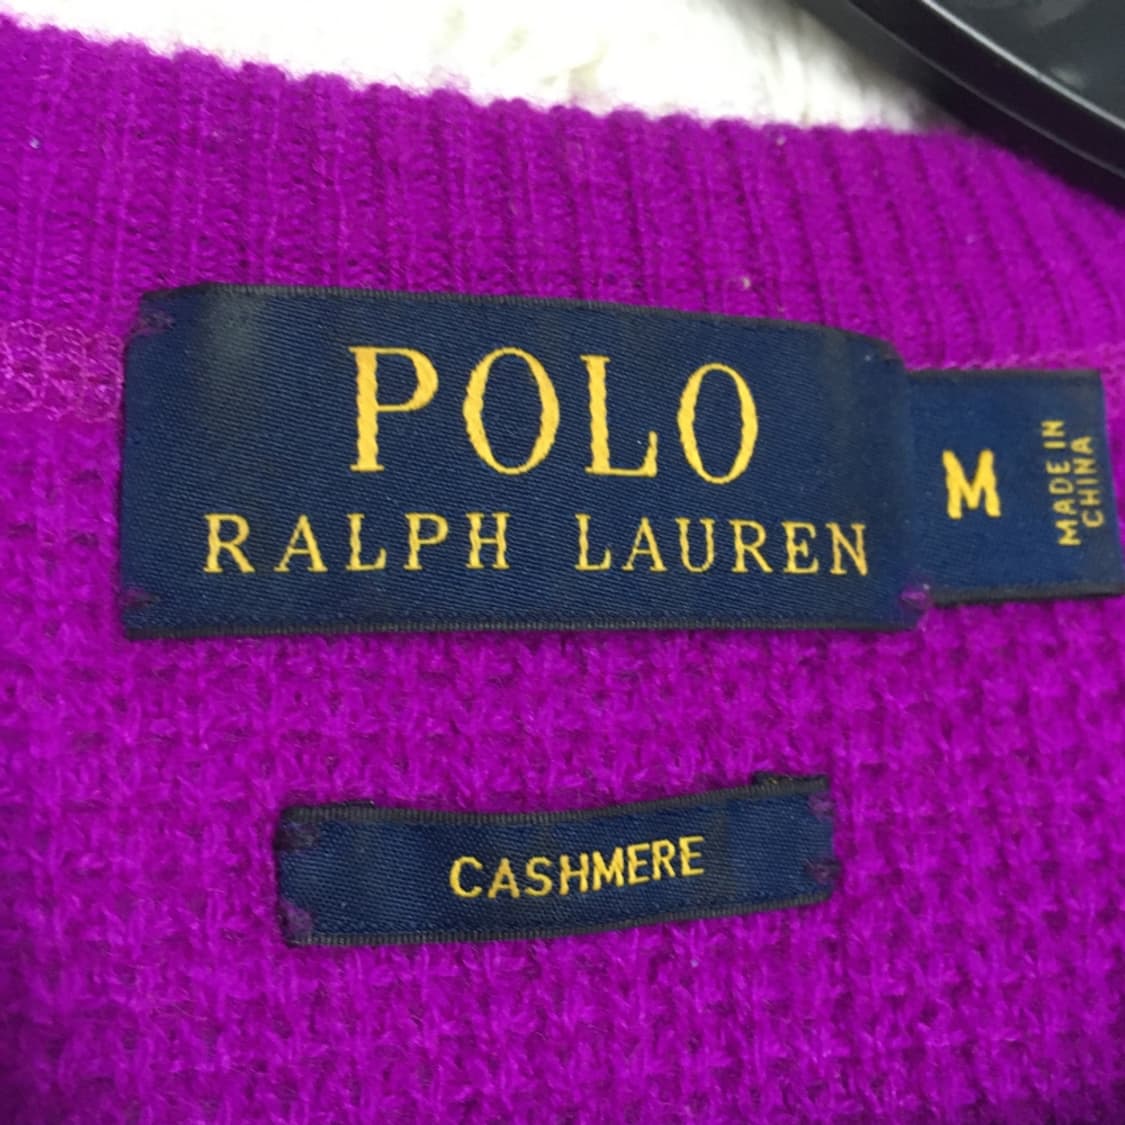 POLO
RALPH LAUREN
M
MADE IN
CHINA
CASHMERE